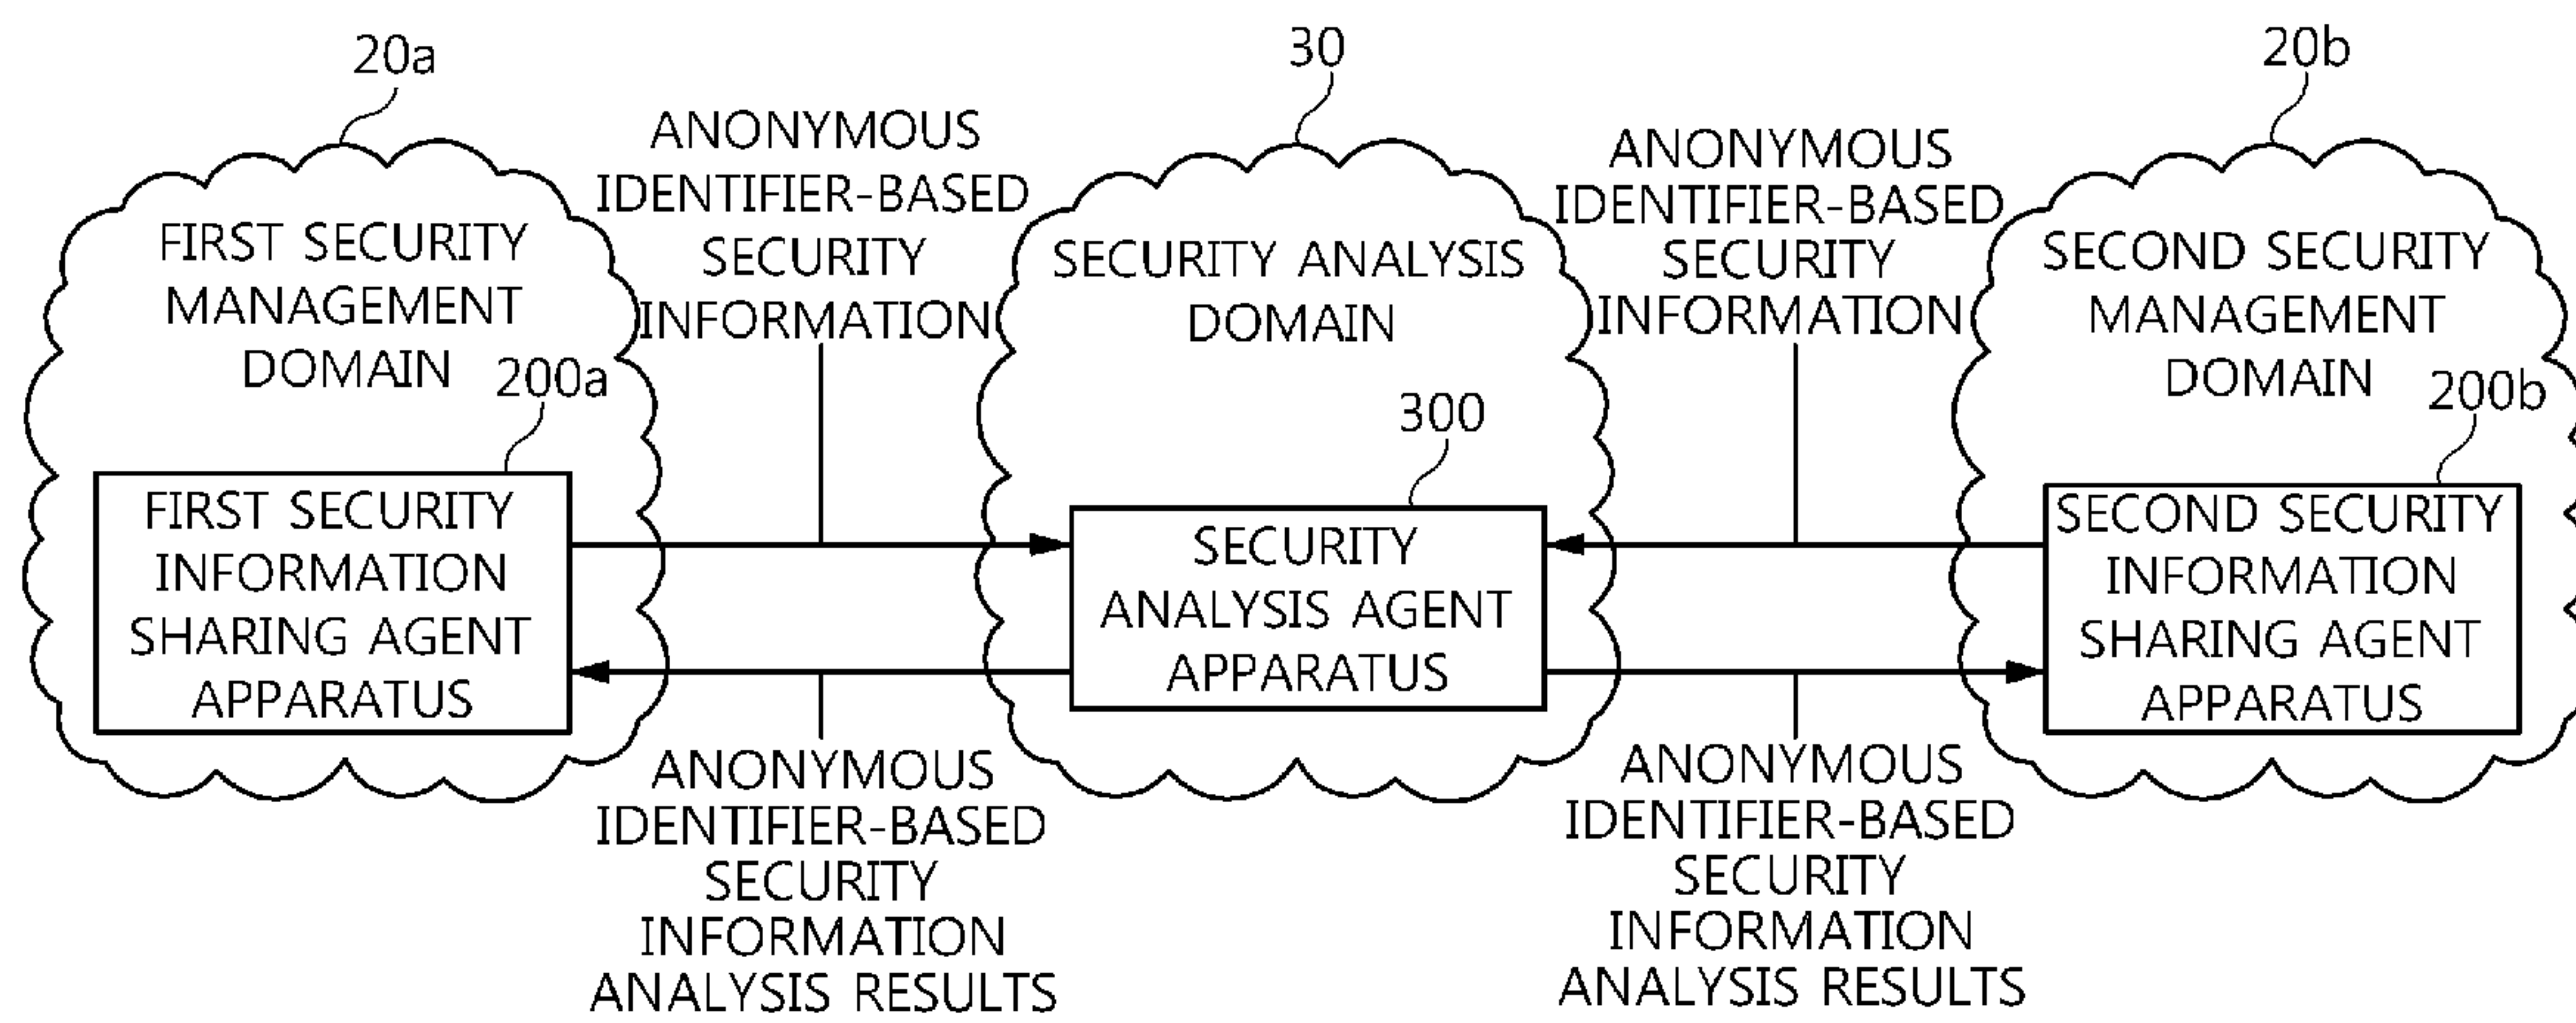 20a
30
20b
ANONYMOUS
IDENTIFIER-BASED
SECURITY
INFORMATION
ANONYMOUS
IDENTIFIER-BASED
SECURITY
INFORMATION
FIRST SECURITY
MANAGEMENT
DOMAIN
200a
SECURITY ANALYSIS
DOMAIN
300
SECOND SECURITY
MANAGEMENT
DOMAIN
200b
FIRST SECURITY
INFORMATION
SHARING AGENT
APPARATUS
SECURITY
ANALYSIS AGENT
APPARATUS
SECOND SECURITY
INFORMATION
SHARING AGENT
APPARATUS
ANONYMOUS
IDENTIFIER-BASED
SECURITY
INFORMATION
ANALYSIS RESULTS
ANONYMOUS
IDENTIFIER-BASED
SECURITY
INFORMATION
ANALYSIS RESULTS